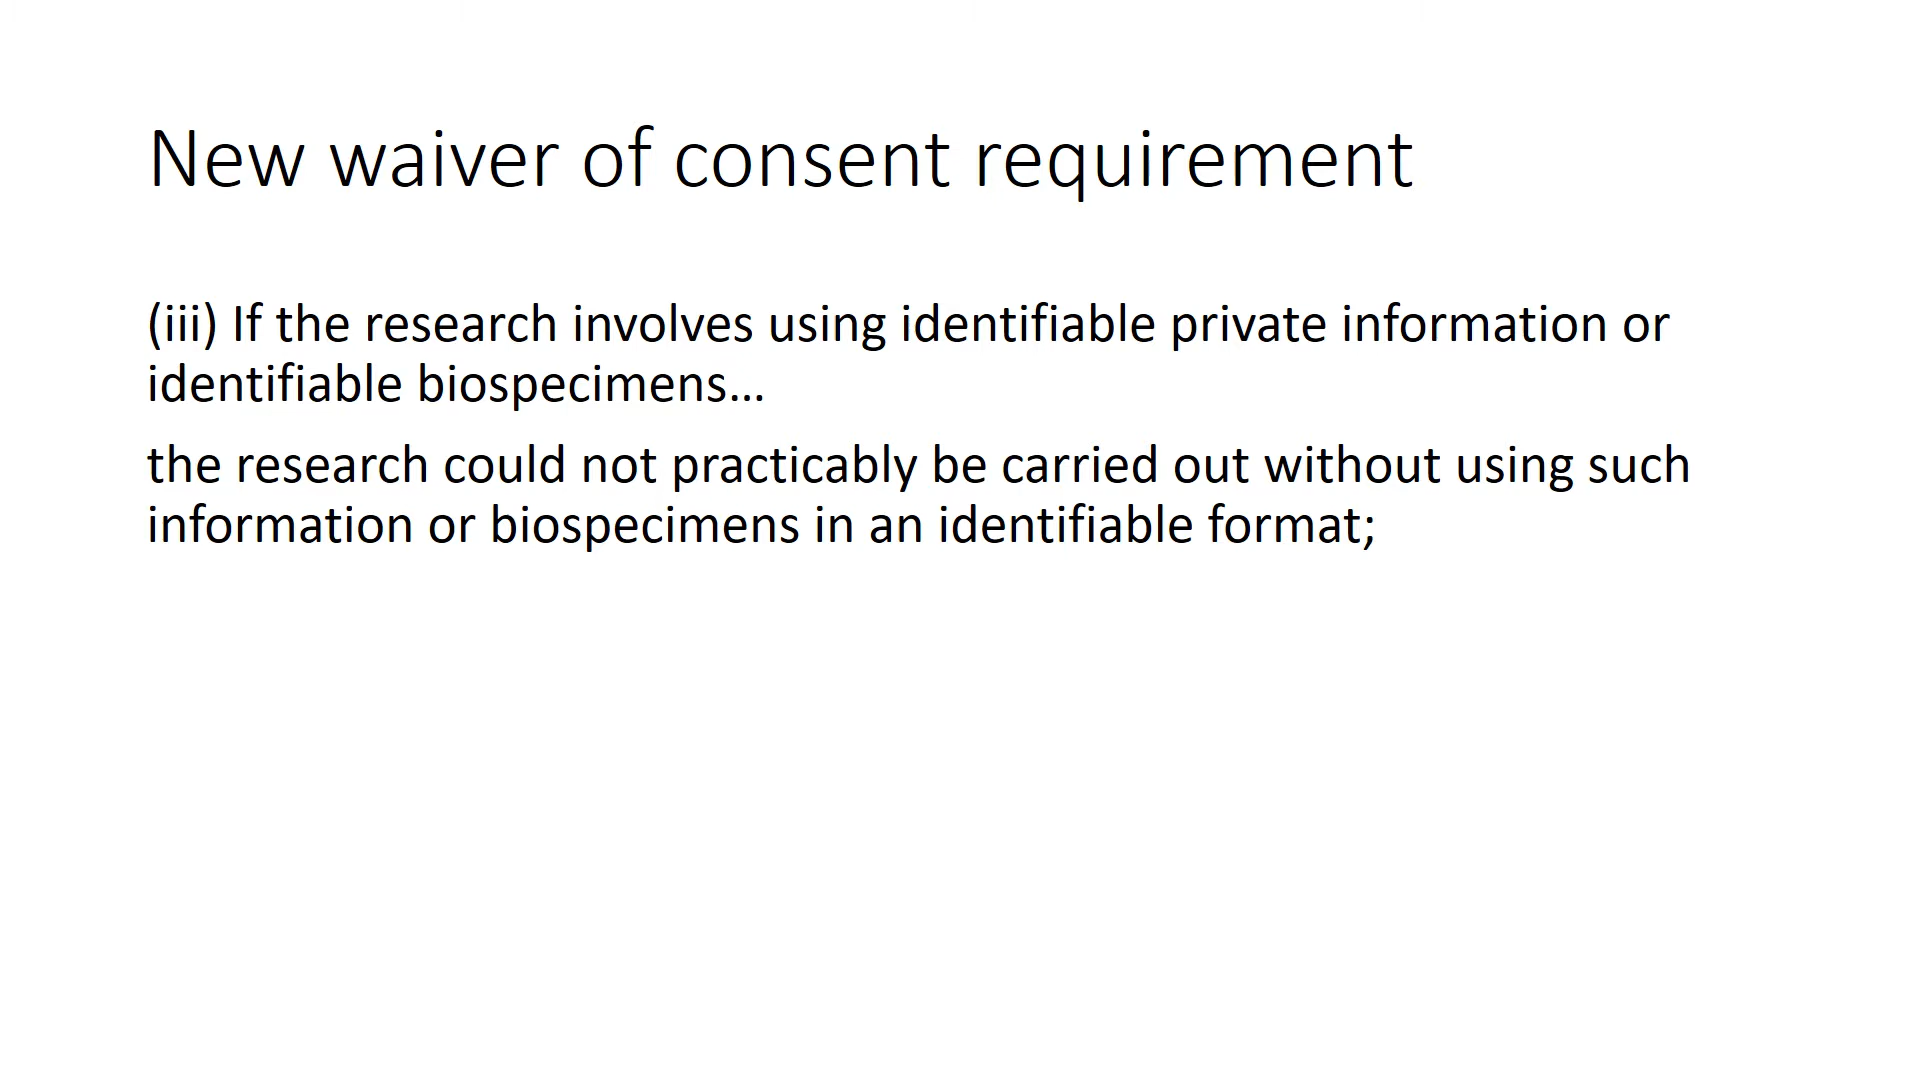 New waiver of consent requirement
(iii) If the research involves using identifiable private information or
identifiable biospecimens…
the research could not practicably be carried out without using such
information or biospecimens in an identifiable format;